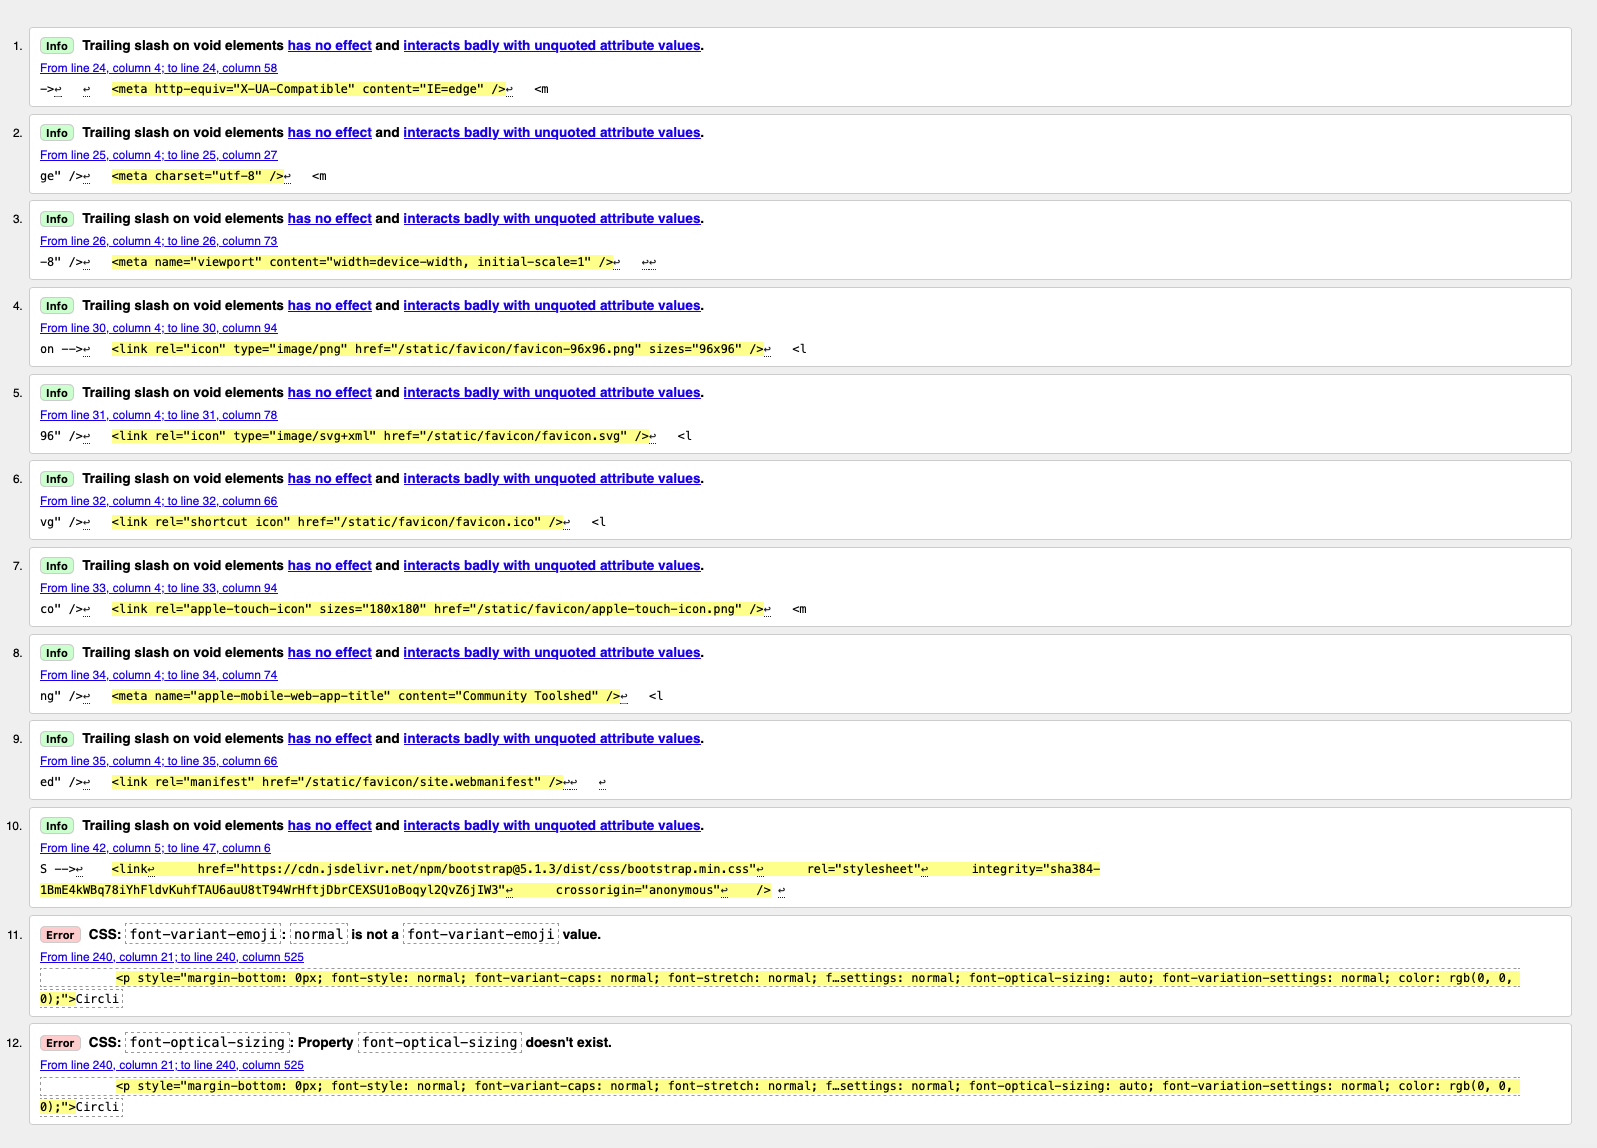 1. Info Trailing slash on void elements has no effect and interacts badly with unquoted attribute values.
From line 24, column 4; to line 24, column 58
->↩ ↩ <meta http-equiv="X-UA-Compatible" content="IE=edge" />↩ <m
2. Info Trailing slash on void elements has no effect and interacts badly with unquoted attribute values.
From line 25, column 4; to line 25, column 27
ge" />↩ <meta charset="utf-8" />↩ <m
3. Info Trailing slash on void elements has no effect and interacts badly with unquoted attribute values.
From line 26, column 4; to line 26, column 73
-8" />↩ <meta name="viewport" content="width=device-width, initial-scale=1" />↩ ↩↩
4. Info Trailing slash on void elements has no effect and interacts badly with unquoted attribute values.
From line 30, column 4; to line 30, column 94
on -->↩ <link rel="icon" type="image/png" href="/static/favicon/favicon-96x96.png" sizes="96x96" />↩ <l
5. Info Trailing slash on void elements has no effect and interacts badly with unquoted attribute values.
From line 31, column 4; to line 31, column 78
96" />↩ <link rel="icon" type="image/svg+xml" href="/static/favicon/favicon.svg" />↩ <l
6. Info Trailing slash on void elements has no effect and interacts badly with unquoted attribute values.
From line 32, column 4; to line 32, column 66
vg" />↩ <link rel="shortcut icon" href="/static/favicon/favicon.ico" />↩ <l
7. Info Trailing slash on void elements has no effect and interacts badly with unquoted attribute values.
From line 33, column 4; to line 33, column 94
co" />↩ <link rel="apple-touch-icon" sizes="180x180" href="/static/favicon/apple-touch-icon.png" />↩ <m
8. Info Trailing slash on void elements has no effect and interacts badly with unquoted attribute values.
From line 34, column 4; to line 34, column 74
ng" />↩ <meta name="apple-mobile-web-app-title" content="Community Toolshed" />↩ <l
9. Info Trailing slash on void elements has no effect and interacts badly with unquoted attribute values.
From line 35, column 4; to line 35, column 66
ed" />↩ <link rel="manifest" href="/static/favicon/site.webmanifest" />↩↩ ↩
10. Info Trailing slash on void elements has no effect and interacts badly with unquoted attribute values.
From line 42, column 5; to line 47, column 6
S -->↩ <link↩ href="https://cdn.jsdelivr.net/npm/bootstrap@5.1.3/dist/css/bootstrap.min.css"↩ rel="stylesheet"↩ integrity="sha384-
1BmE4kWBq78iYhFldvKuhfTAU6auU8tT94WrHftjDbrCEXSU1oBoqyl2QvZ6jIW3"↩ crossorigin="anonymous"↩ /> ↩
11. Error CSS: font-variant-emoji: normal is not a font-variant-emoji value.
From line 240, column 21; to line 240, column 525
<p style="margin-bottom: 0px; font-style: normal; font-variant-caps: normal; font-stretch: normal; f…settings: normal; font-optical-sizing: auto; font-variation-settings: normal; color: rgb(0, 0,
0);">Circli
12. Error CSS: font-optical-sizing: Property font-optical-sizing doesn't exist.
From line 240, column 21; to line 240, column 525
<p style="margin-bottom: 0px; font-style: normal; font-variant-caps: normal; font-stretch: normal; f…settings: normal; font-optical-sizing: auto; font-variation-settings: normal; color: rgb(0, 0,
0);">Circli